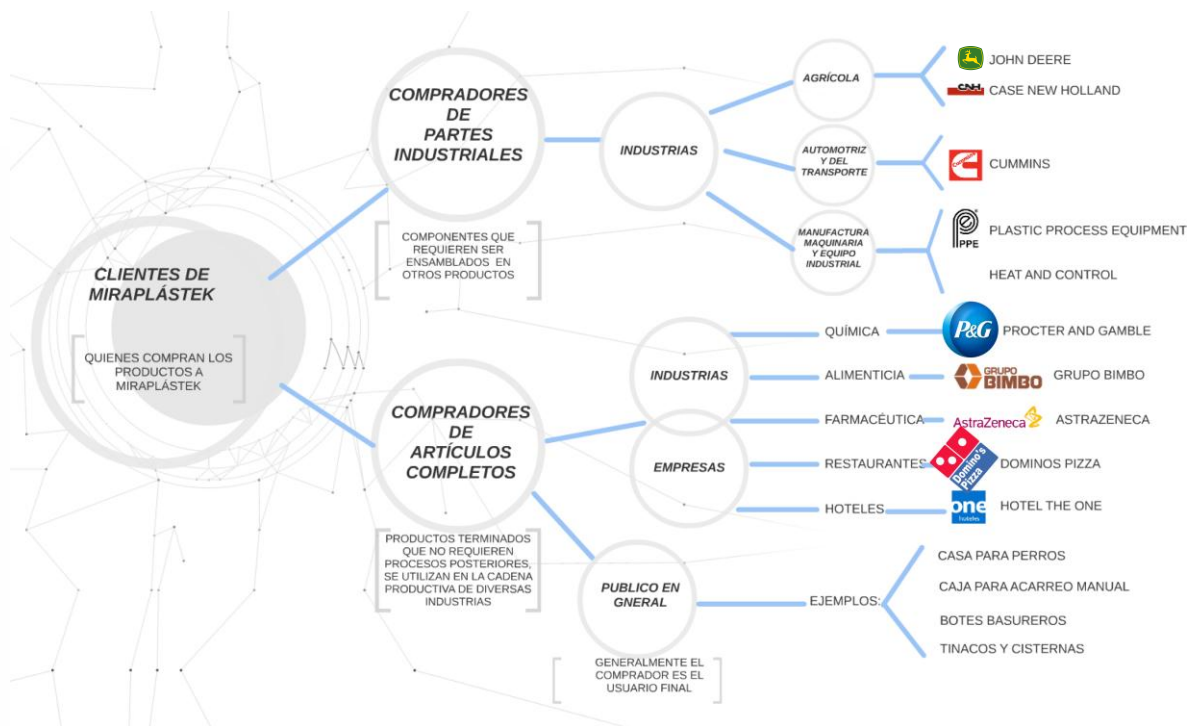 CLIENTES DE
MIRAPLÁSTEK
QUIENES COMPRAN LOS
PRODUCTOS A
MIRAPLÁSTEK
COMPRADORES
DE
PARTES
INDUSTRIALES
COMPONENTES QUE
REQUIEREN SER
ENSAMBLADOS EN
OTROS PRODUCTOS
INDUSTRIAS
AGRÍCOLA
JOHN DEERE
CNH
CASE NEW HOLLAND
AUTOMOTRIZ
Y DEL
TRANSPORTE
Cummins
CUMMINS
MANUFACTURA
MAQUINARIA
Y EQUIPO
INDUSTRIAL
PPE
PLASTIC PROCESS EQUIPMENT
HEAT AND CONTROL
COMPRADORES
DE
ARTÍCULOS
COMPLETOS
PRODUCTOS TERMINADOS
QUE NO REQUIEREN
PROCESOS POSTERIORES,
SE UTILIZAN EN LA CADENA
PRODUCTIVA DE DIVERSAS
INDUSTRIAS
INDUSTRIAS
EMPRESAS
QUÍMICA
P&G
PROCTER AND GAMBLE
ALIMENTICIA
GRUPO
BIMBO
GRUPO BIMBO
FARMACÉUTICA
AstraZeneca
ASTRAZENECA
RESTAURANTES
Domino's
Pizza
DOMINOS PIZZA
HOTELES
one
hoteles
HOTEL THE ONE
PUBLICO EN
GNERAL
GENERALMENTE EL
COMPRADOR ES EL
USUARIO FINAL
EJEMPLOS:
CASA PARA PERROS
CAJA PARA ACARREO MANUAL
BOTES BASUREROS
TINACOS Y CISTERNAS